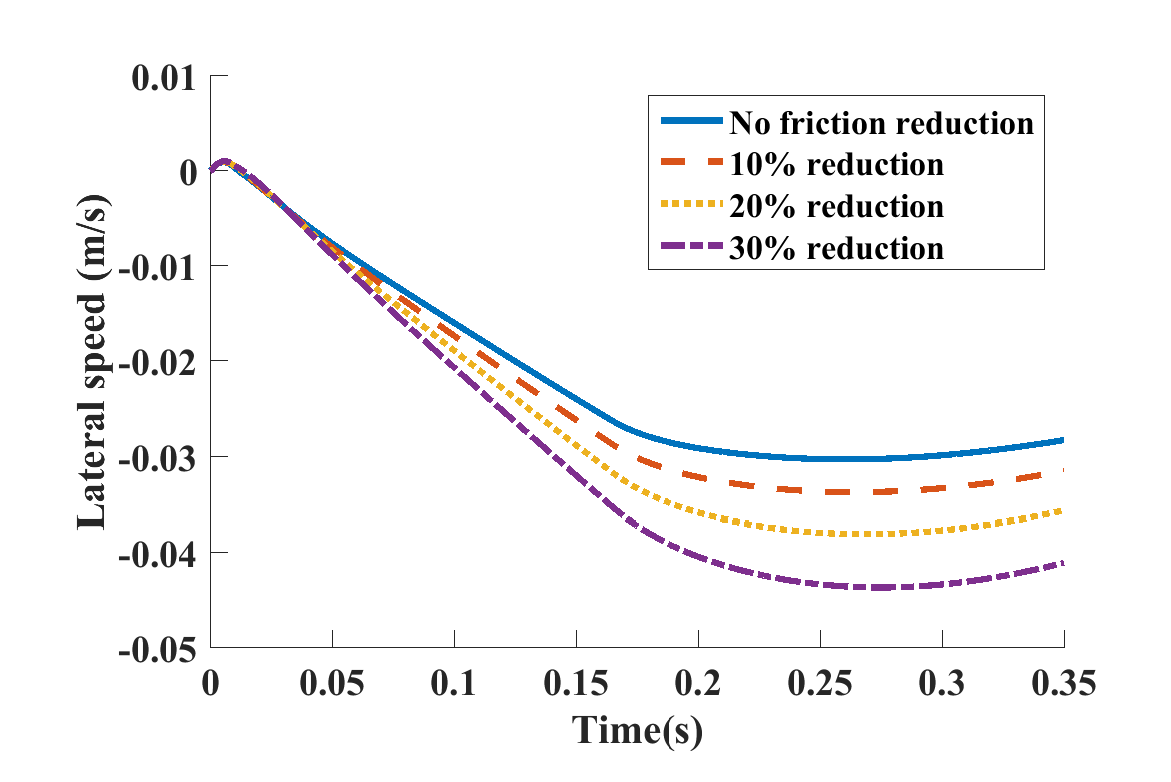 0.01
0
-0.01
-0.02
-0.03
-0.04
-0.05
Lateral speed (m/s)
No friction reduction
10% reduction
20% reduction
30% reduction
0 0.05 0.1 0.15 0.2 0.25 0.3 0.35
Time(s)